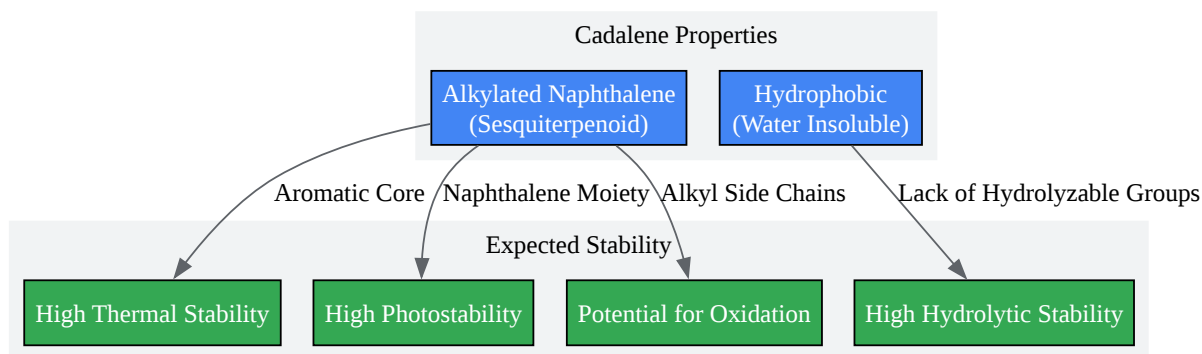 Cadalene Properties
Alkylated Naphthalene
(Sesquiterpenoid)
Hydrophobic
(Water Insoluble)
Aromatic Core
Naphthalene Moiety
Alkyl Side Chains
Lack of Hydrolyzable Groups
Expected Stability
High Thermal Stability
High Photostability
Potential for Oxidation
High Hydrolytic Stability